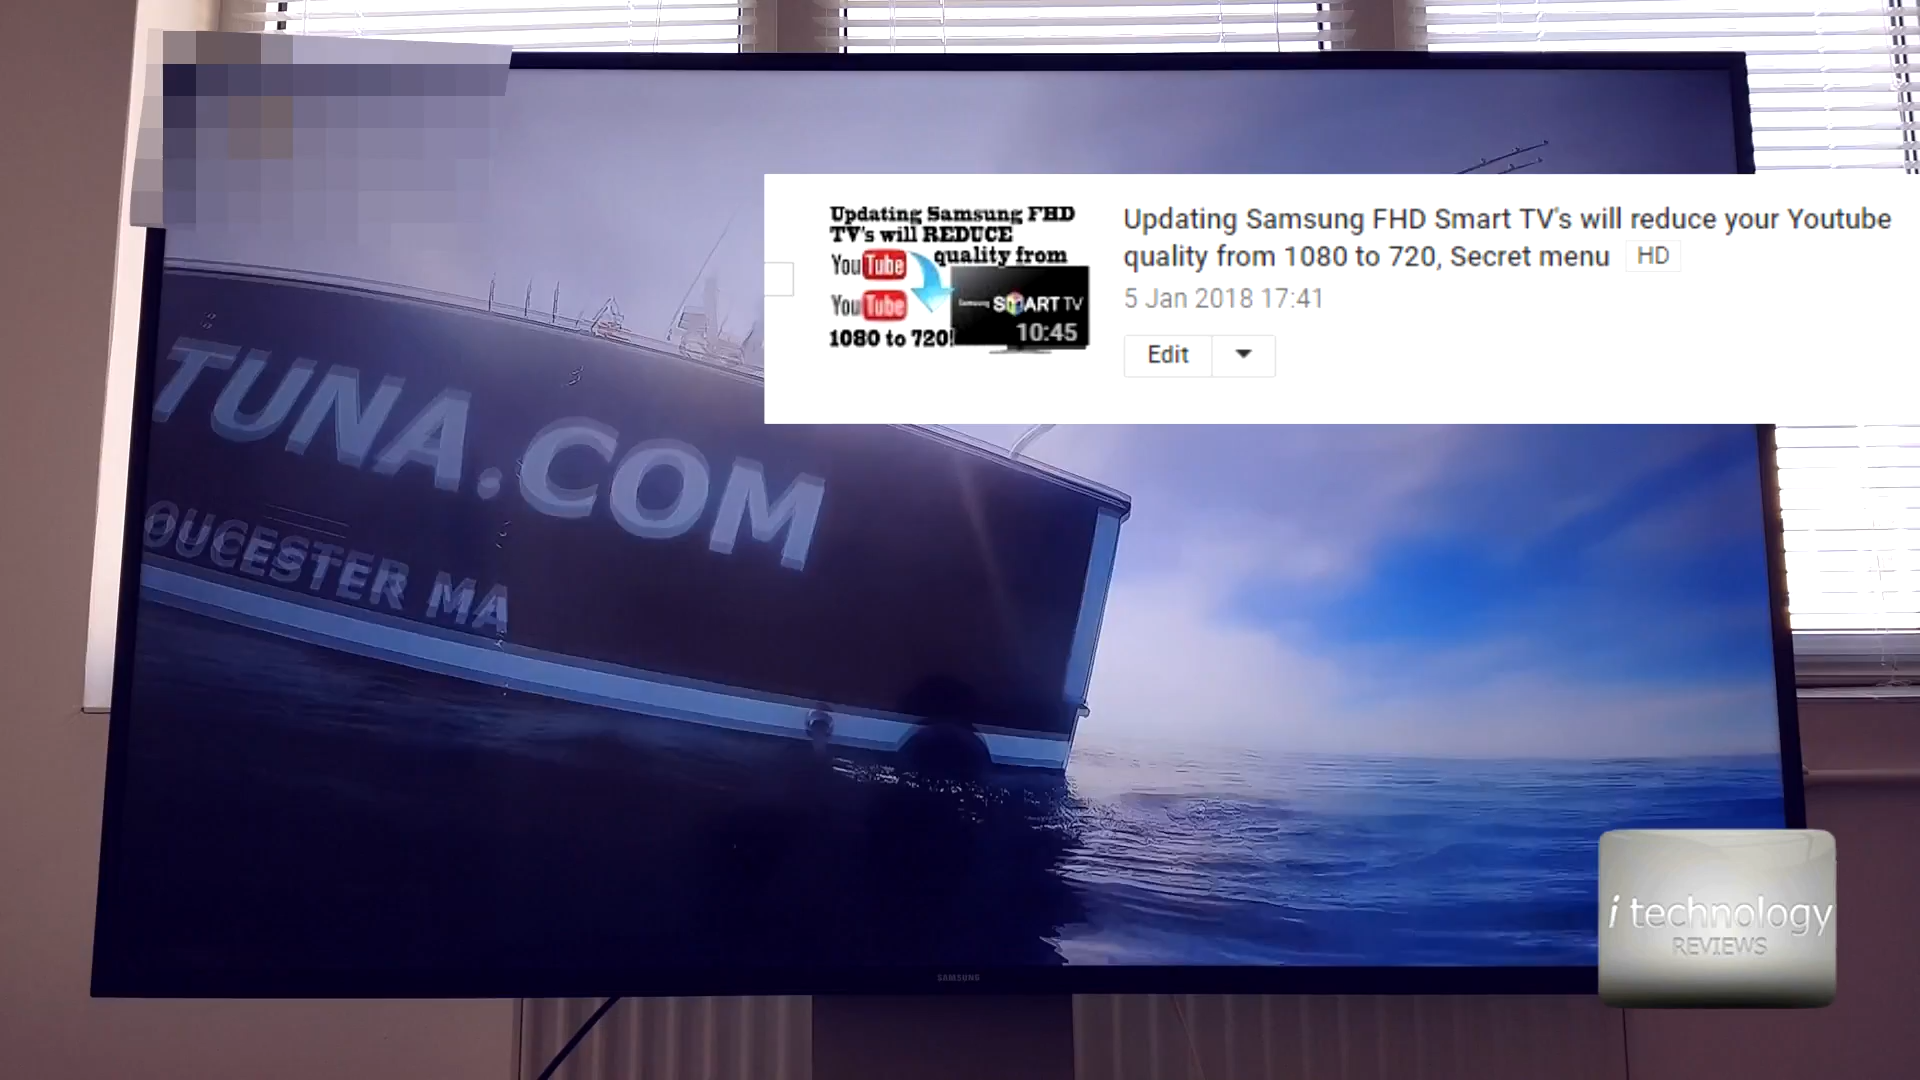 Updating Samsung FHD
TV's will REDUCE
quality from
YouTube
YouTube
Samsung SMART TV
10:45
1080 to 720!
Updating Samsung FHD Smart TV's will reduce your Youtube
quality from 1080 to 720, Secret menu HD
5 Jan 2018 17:41
Edit
TUNA.COM
OUCESTER MA
SAMSUNG
i technology
REVIEWS